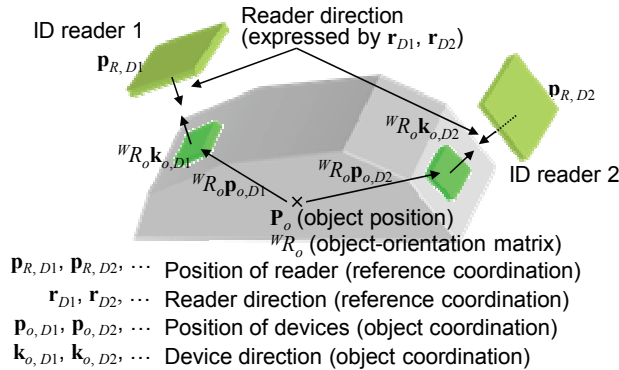 ID reader 1
Reader direction
(expressed by r_D1, r_D2)
p_R, D1
p_R, D2
^W R_o k_o,D2
^W R_o k_o,D1
^W R_o p_o,D2
^W R_o p_o,D1
ID reader 2
P_o (object position)
^W R_o (object-orientation matrix)
p_R, D1, p_R, D2, ··· Position of reader (reference coordination)
r_D1, r_D2, ··· Reader direction (reference coordination)
p_o, D1, p_o, D2, ··· Position of devices (object coordination)
k_o, D1, k_o, D2, ··· Device direction (object coordination)